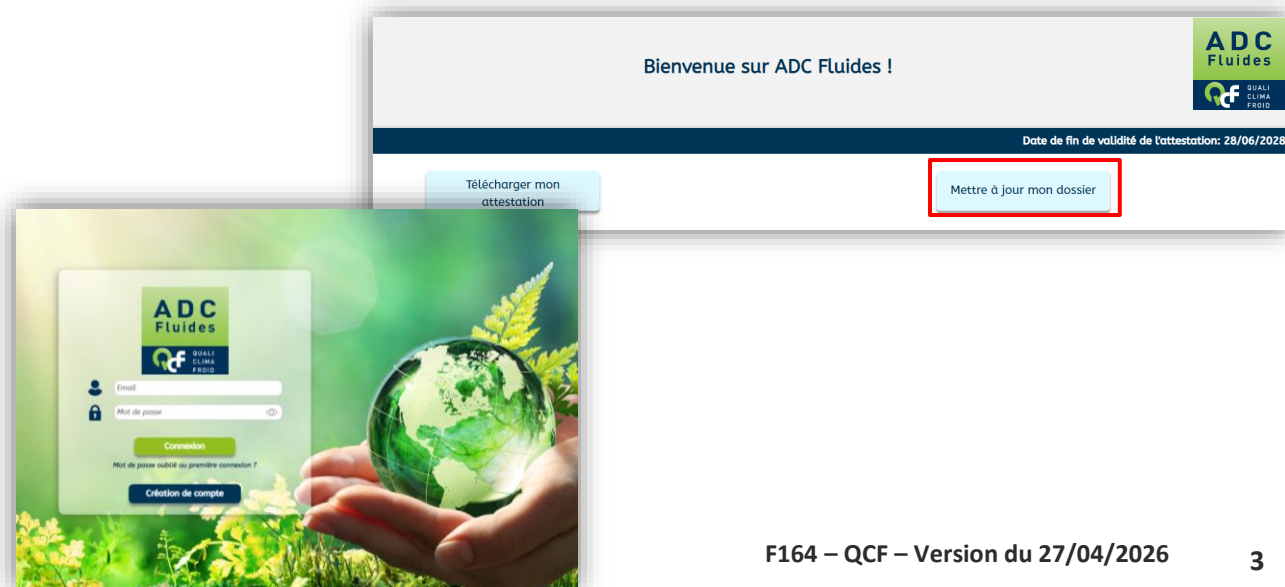 Bienvenue sur ADC Fluides !
ADC
Fluides
QCF QUALI
CLIMA
FROID
Date de fin de validité de l'attestation: 28/06/2028
Télécharger mon
attestation
Mettre à jour mon dossier
ADC
Fluides
QCF QUALI
CLIMA
FROID
Email
Mot de passe
Connexion
Mot de passe oublié ou première connexion ?
Création de compte
F164 – QCF – Version du 27/04/2026
3